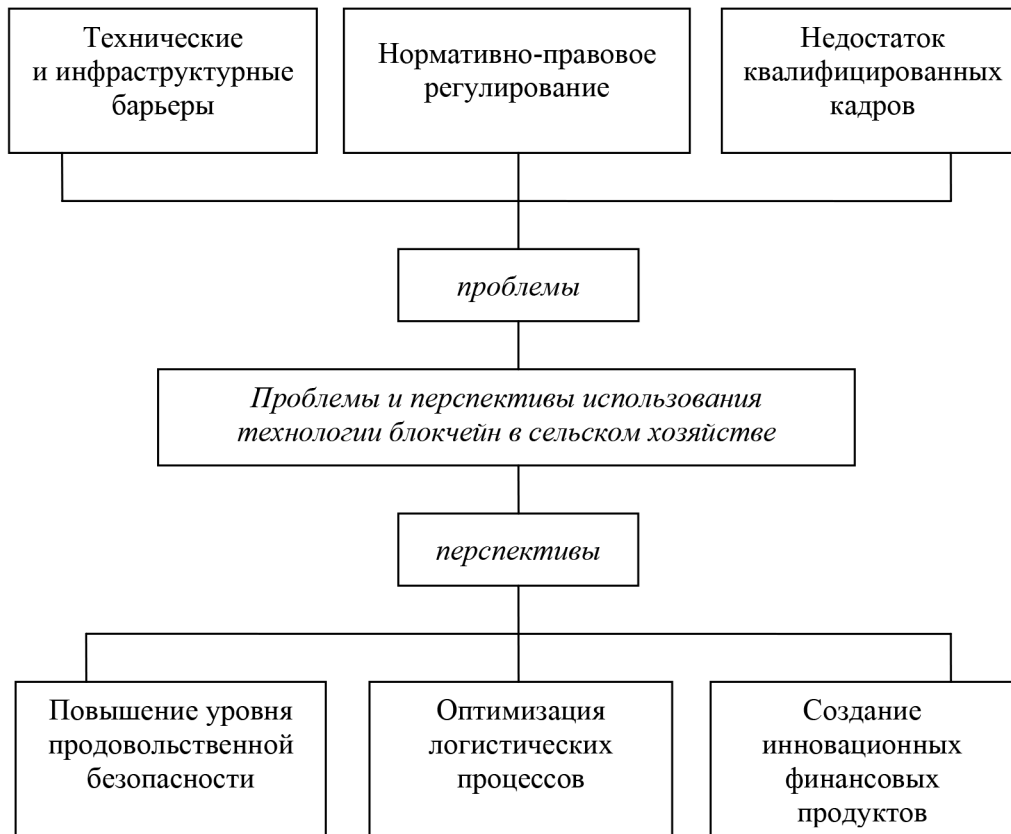 Технические
и инфраструктурные
барьеры
Нормативно-правовое
регулирование
Недостаток
квалифицированных
кадров
проблемы
Проблемы и перспективы использования
технологии блокчейн в сельском хозяйстве
перспективы
Повышение уровня
продовольственной
безопасности
Оптимизация
логистических
процессов
Создание
инновационных
финансовых
продуктов